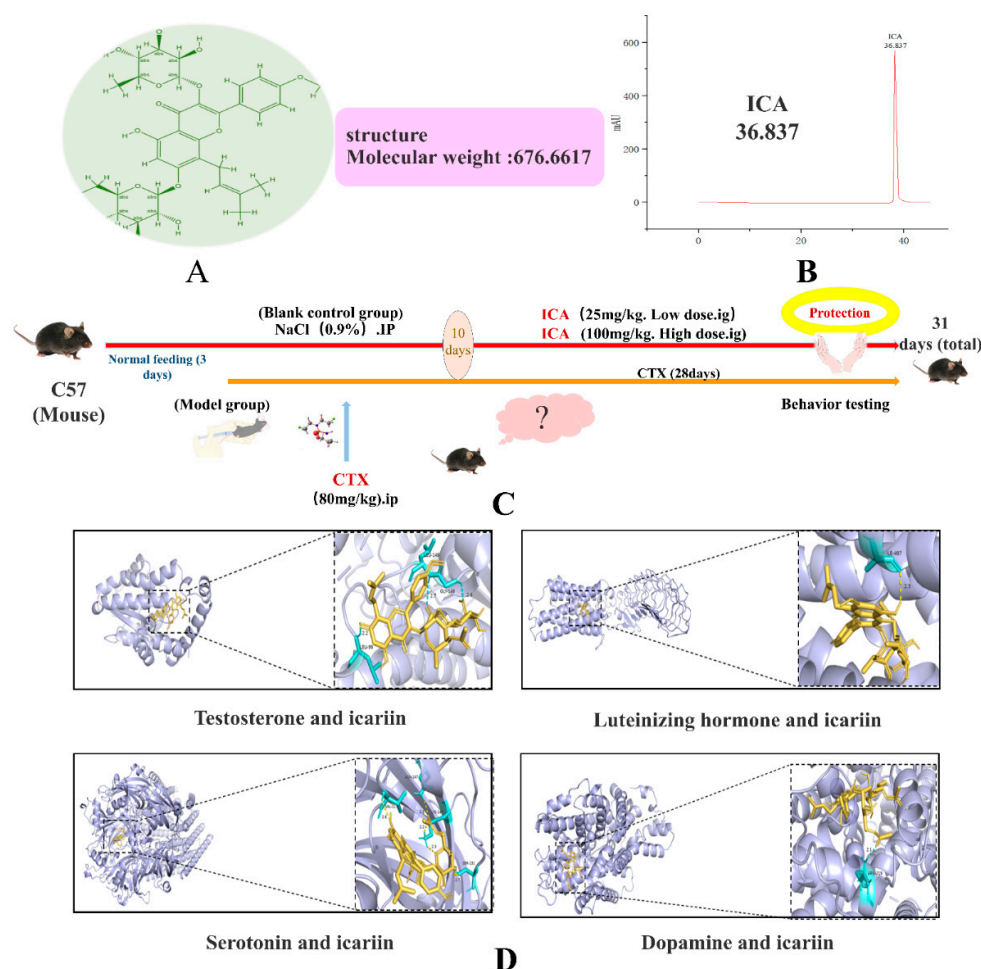 structure
Molecular weight :676.6617
A
ICA
36.837
ICA
36.837
mAU
600
400
200
0
0
20
40
B
(Blank control group)
NaCl（0.9%）.IP
10
days
ICA（25mg/kg. Low dose.ig）
ICA（100mg/kg. High dose.ig)
Protection
31
days (total)
Normal feeding (3
days)
C57
(Mouse)
CTX (28days)
(Model group)
?
Behavior testing
CTX
(80mg/kg).ip
C
Testosterone and icariin
Luteinizing hormone and icariin
Serotonin and icariin
Dopamine and icariin
D